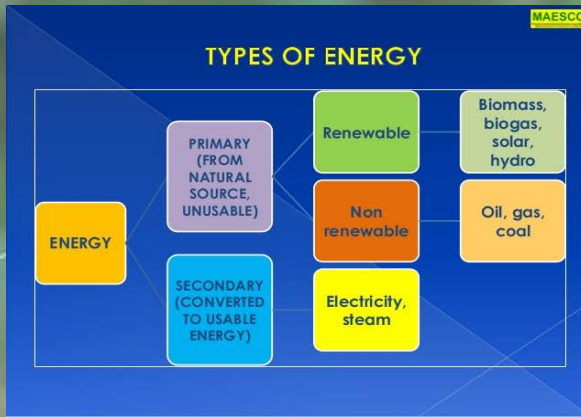 MAESCO
TYPES OF ENERGY
ENERGY
PRIMARY
(FROM
NATURAL
SOURCE,
UNUSABLE)
Renewable
Biomass,
biogas,
solar,
hydro
Non
renewable
Oil, gas,
coal
SECONDARY
(CONVERTED
TO USABLE
ENERGY)
Electricity,
steam